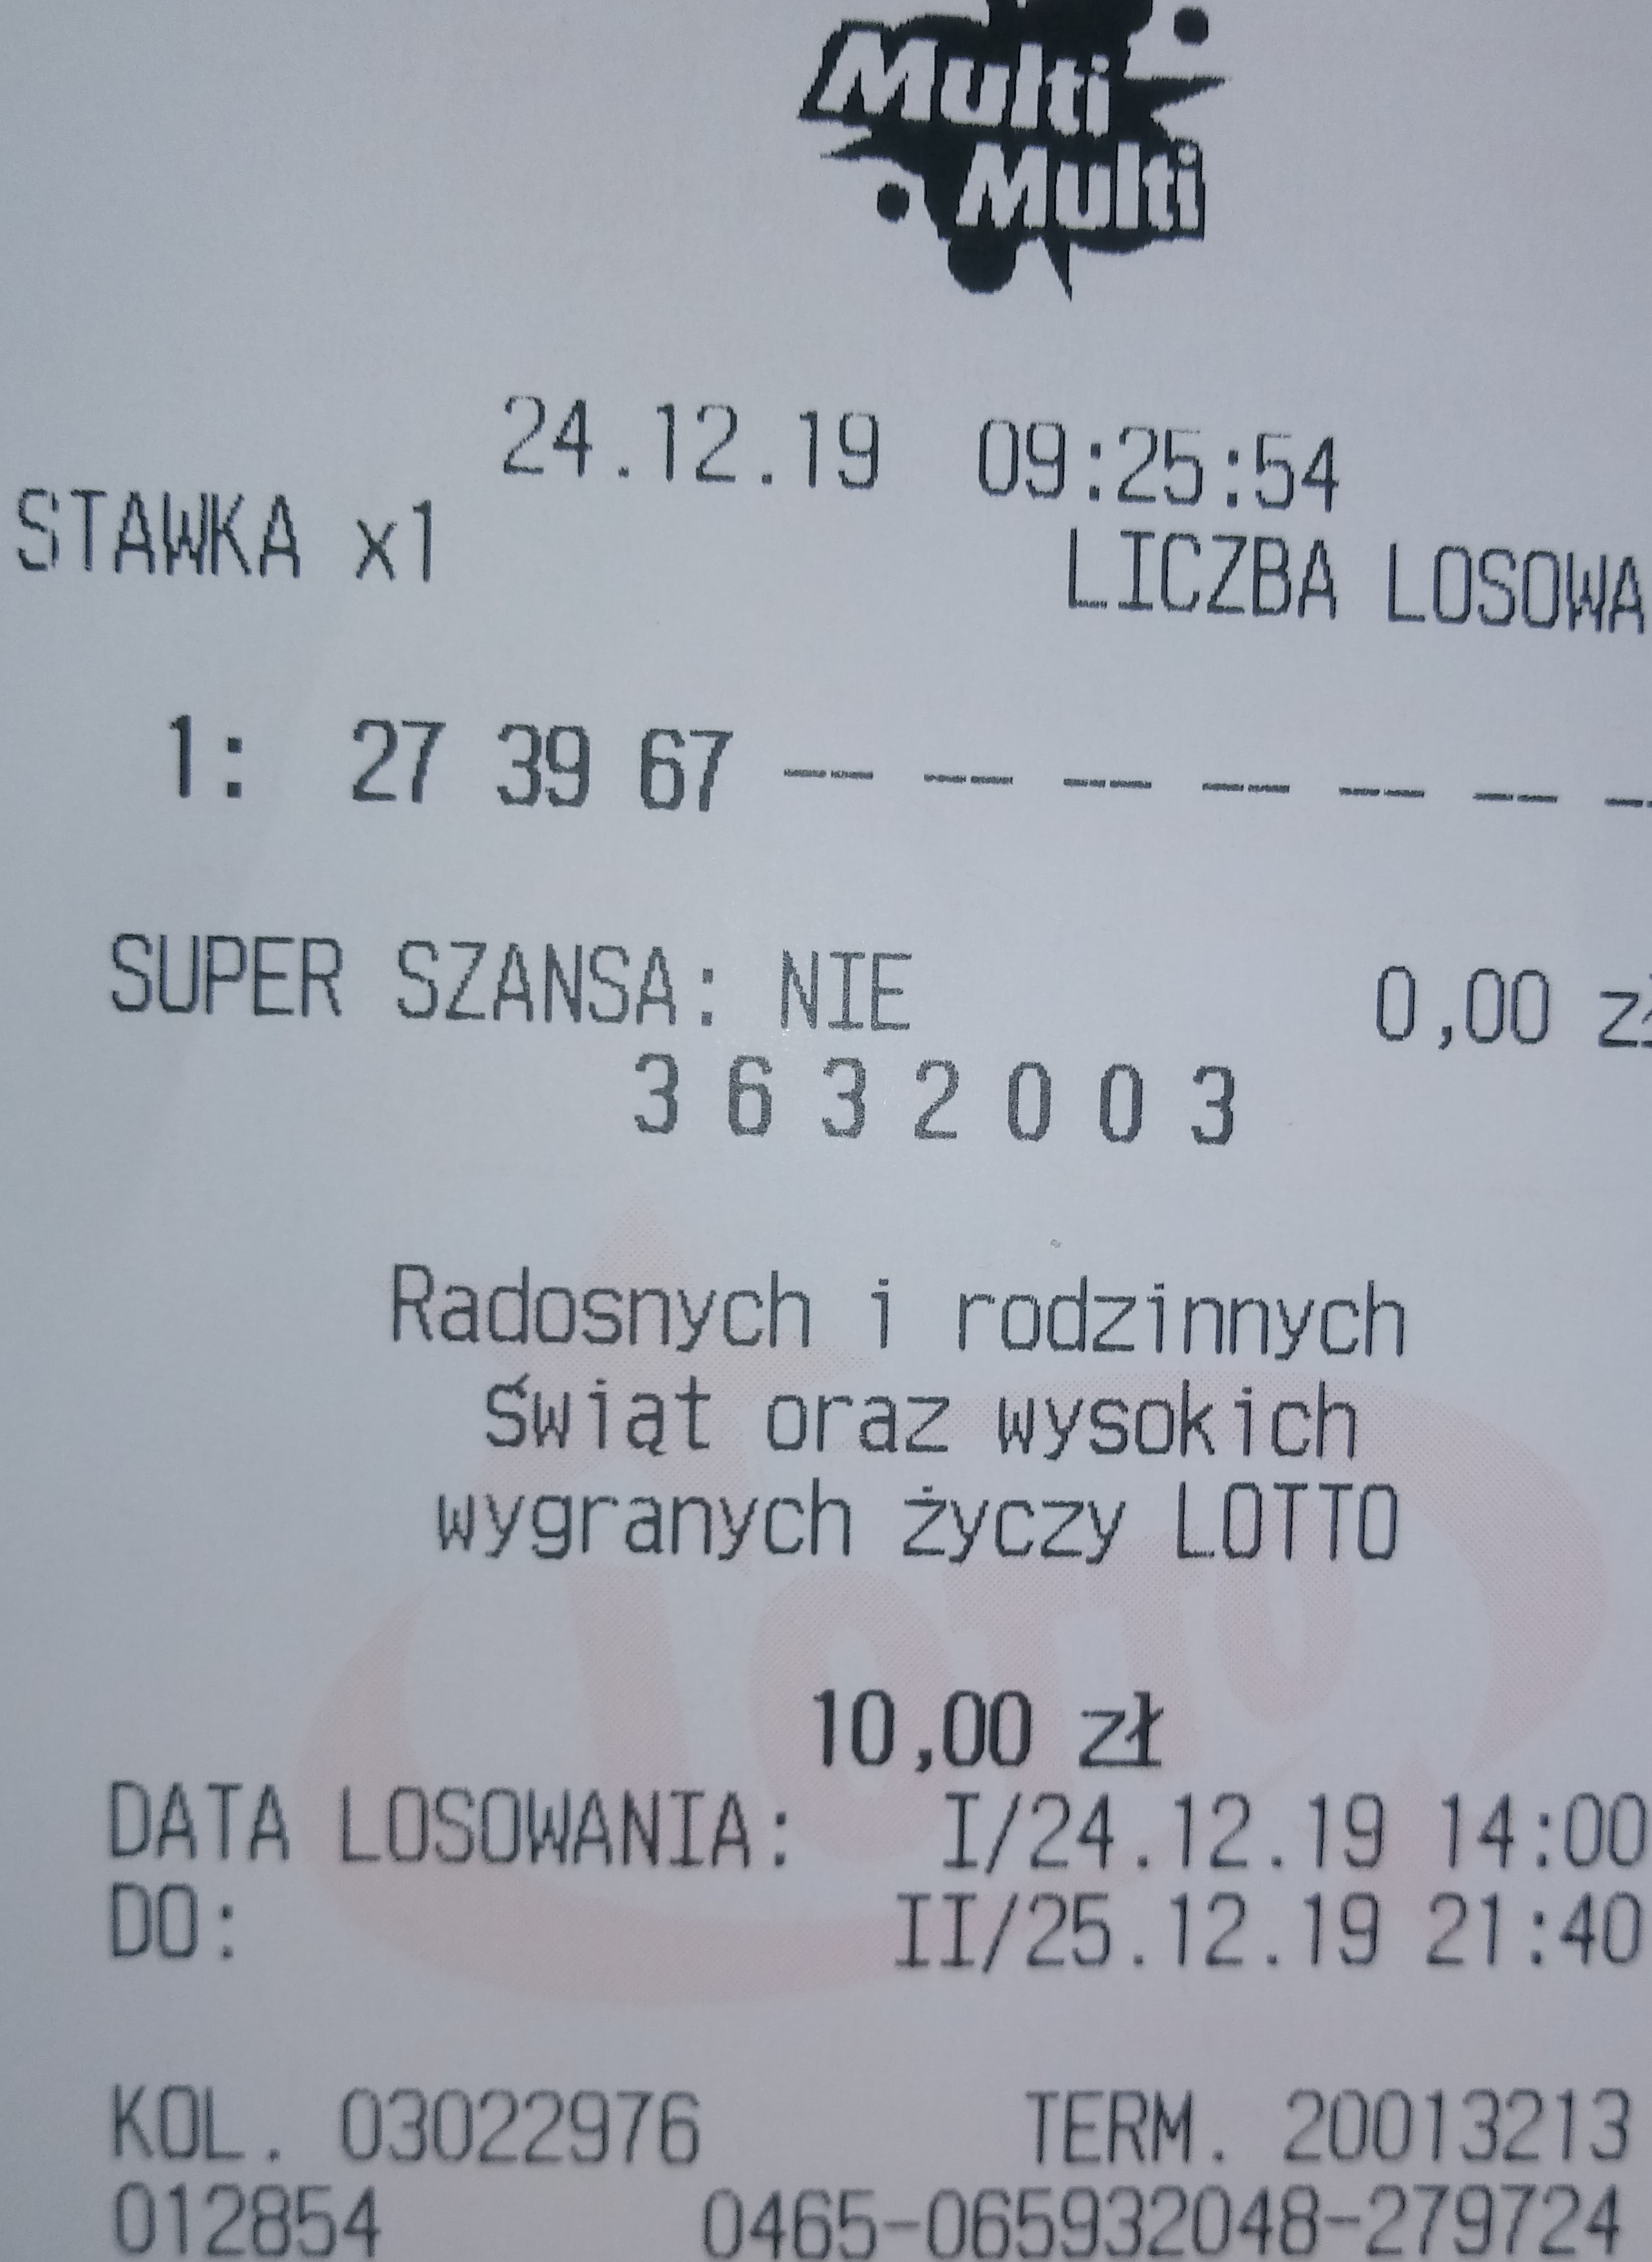 Multi
Multi
24.12.19 09:25:54
STAWKA x1 LICZBA LOSOWA
1: 27 39 67 -- -- -- -- -- -- --
SUPER SZANSA: NIE 0,00 zł
3 6 3 2 0 0 3
Radosnych i rodzinnych
Świąt oraz wysokich
wygranych życzy LOTTO
LOTTO
10,00 zł
DATA LOSOWANIA: I/24.12.19 14:00
DO: II/25.12.19 21:40
KOL. 03022976 TERM. 20013213
012854 0465-065932048-279724